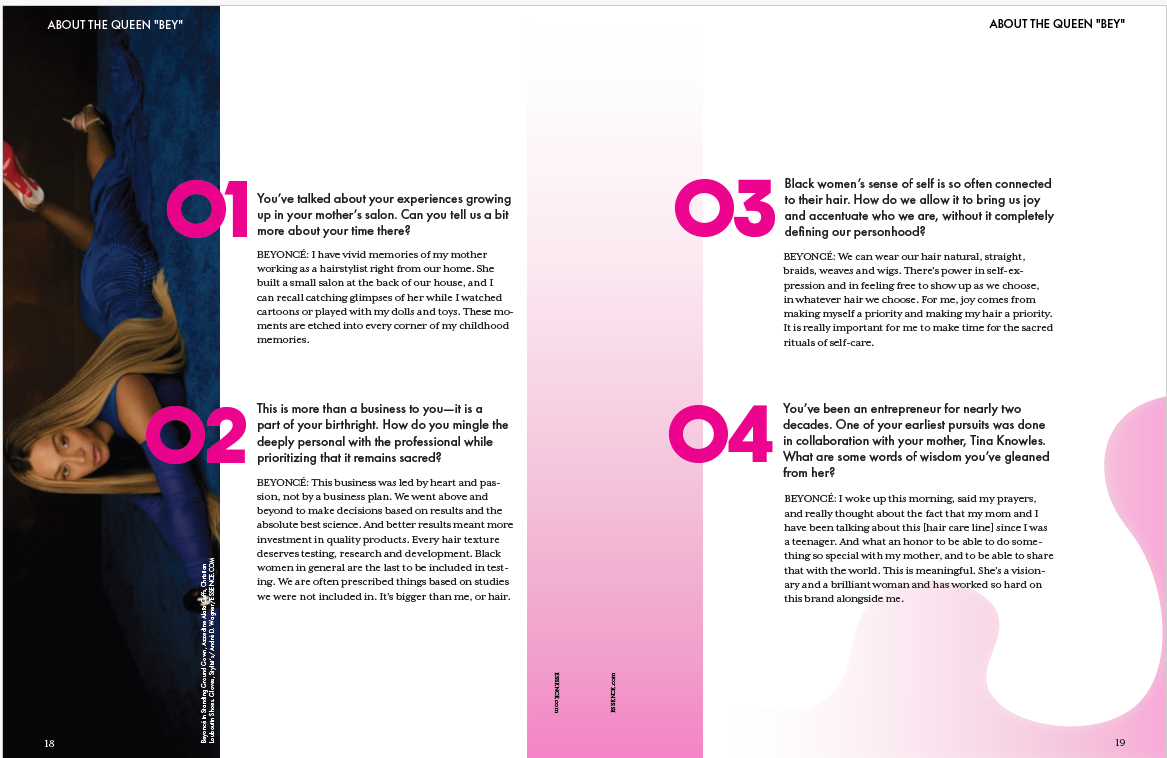 ABOUT THE QUEEN "BEY"
ABOUT THE QUEEN "BEY"
01
You've talked about your experiences growing
up in your mother's salon. Can you tell us a bit
more about your time there?
BEYONCÉ: I have vivid memories of my mother
working as a hairstylist right from our home. She
built a small salon at the back of our house, and I
can recall catching glimpses of her while I watched
cartoons or played with my dolls and toys. These mo-
ments are etched into every corner of my childhood
memories.
02
This is more than a business to you—it is a
part of your birthright. How do you mingle the
deeply personal with the professional while
prioritizing that it remains sacred?
BEYONCÉ: This business was led by heart and pas-
sion, not by a business plan. We went above and
beyond to make decisions based on results and the
absolute best science. And better results meant more
investment in quality products. Every hair texture
deserves testing, research and development. Black
women in general are the last to be included in test-
ing. We are often prescribed things based on studies
we were not included in. It's bigger than me, or hair.
Beyoncé in Standing Ground Gown, Azzedine Alaïa Cuffs, Christian
Louboutin Shoes. Gloves, Stylist's/ André D. Wagner/ESSENCE.COM
18
ESSENCE.com
ESSENCE.com
03
Black women's sense of self is so often connected
to their hair. How do we allow it to bring us joy
and accentuate who we are, without it completely
defining our personhood?
BEYONCÉ: We can wear our hair natural, straight,
braids, weaves and wigs. There's power in self-ex-
pression and in feeling free to show up as we choose,
in whatever hair we choose. For me, joy comes from
making myself a priority and making my hair a priority.
It is really important for me to make time for the sacred
rituals of self-care.
04
You've been an entrepreneur for nearly two
decades. One of your earliest pursuits was done
in collaboration with your mother, Tina Knowles.
What are some words of wisdom you've gleaned
from her?
BEYONCÉ: I woke up this morning, said my prayers,
and really thought about the fact that my mom and I
have been talking about this [hair care line] since I was
a teenager. And what an honor to be able to do some-
thing so special with my mother, and to be able to share
that with the world. This is meaningful. She's a vision-
ary and a brilliant woman and has worked so hard on
this brand alongside me.
19